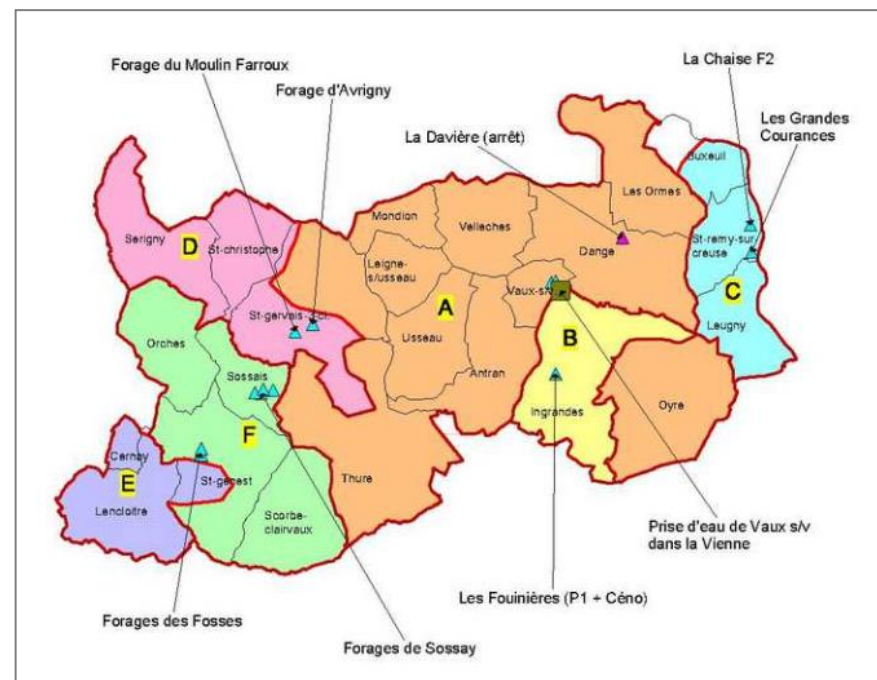 La Chaise F2
Forage du Moulin Farroux
Forage d'Avrigny
Les Grandes
Courances
La Davière (arrêt)
Buxeuil
Les Ormes
Mondion
Velleches
Serigny
D
St-christophe
Dange
St-remy-sur-
creuse
Leigne-
s/usseau
C
Vaux-s/v
A
St-gervais-3-cl.
Leugny
Orches
Usseau
B
Antran
Sossais
Oyre
Ingrandes
F
Cernay
E
St-genest
Thure
Lencloitre
Scorbe-
clairvaux
Prise d'eau de Vaux s/v
dans la Vienne
Les Fouinières (P1 + Céno)
Forages des Fosses
Forages de Sossay